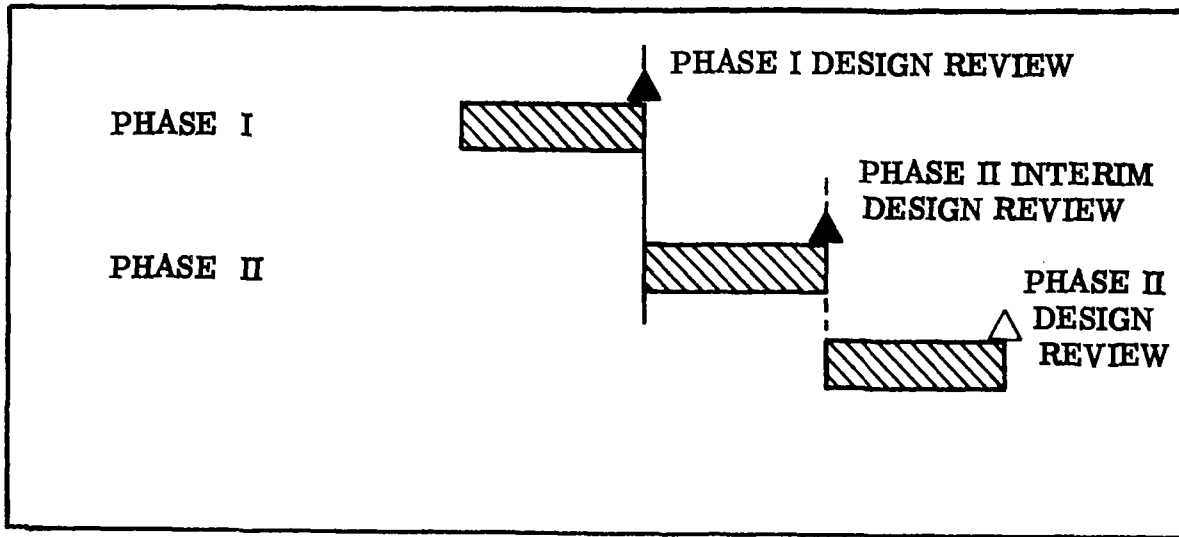 PHASE I DESIGN REVIEW
PHASE I
PHASE II INTERIM
DESIGN REVIEW
PHASE II
PHASE II
DESIGN
REVIEW